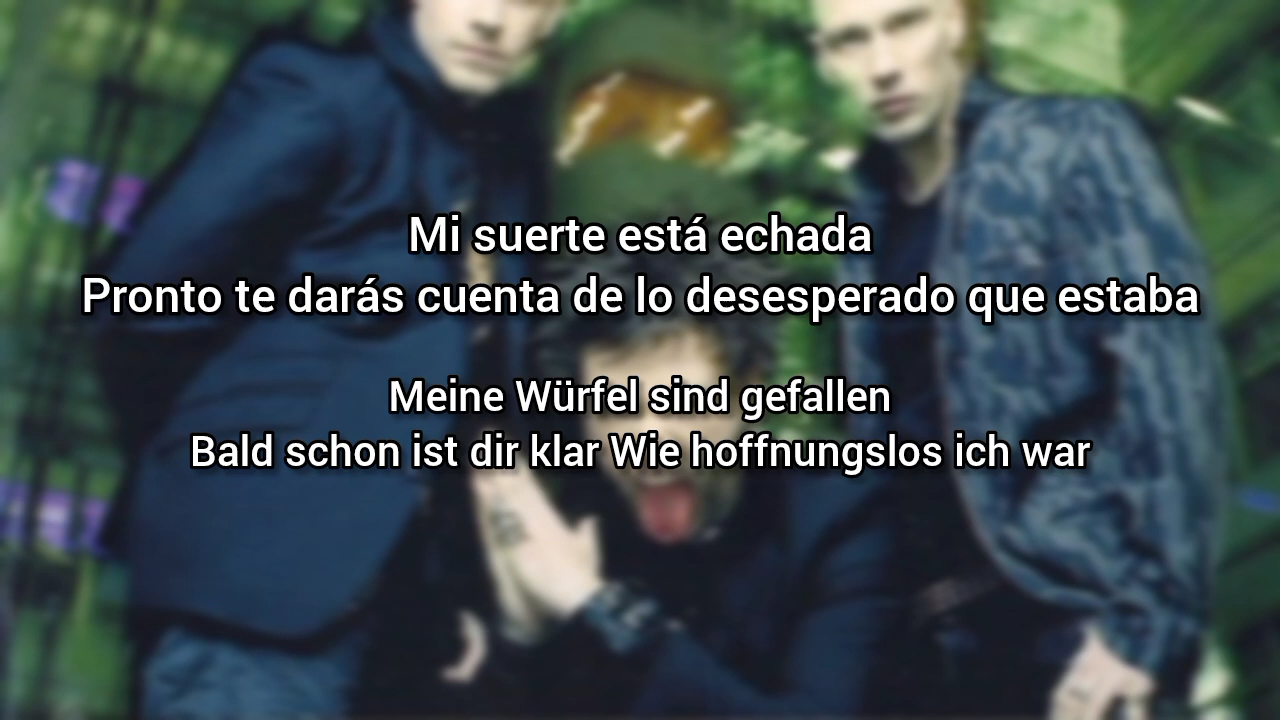 Mi suerte está echada
Pronto te darás cuenta de lo desesperado que estaba
Meine Würfel sind gefallen
Bald schon ist dir klar Wie hoffnungslos ich war